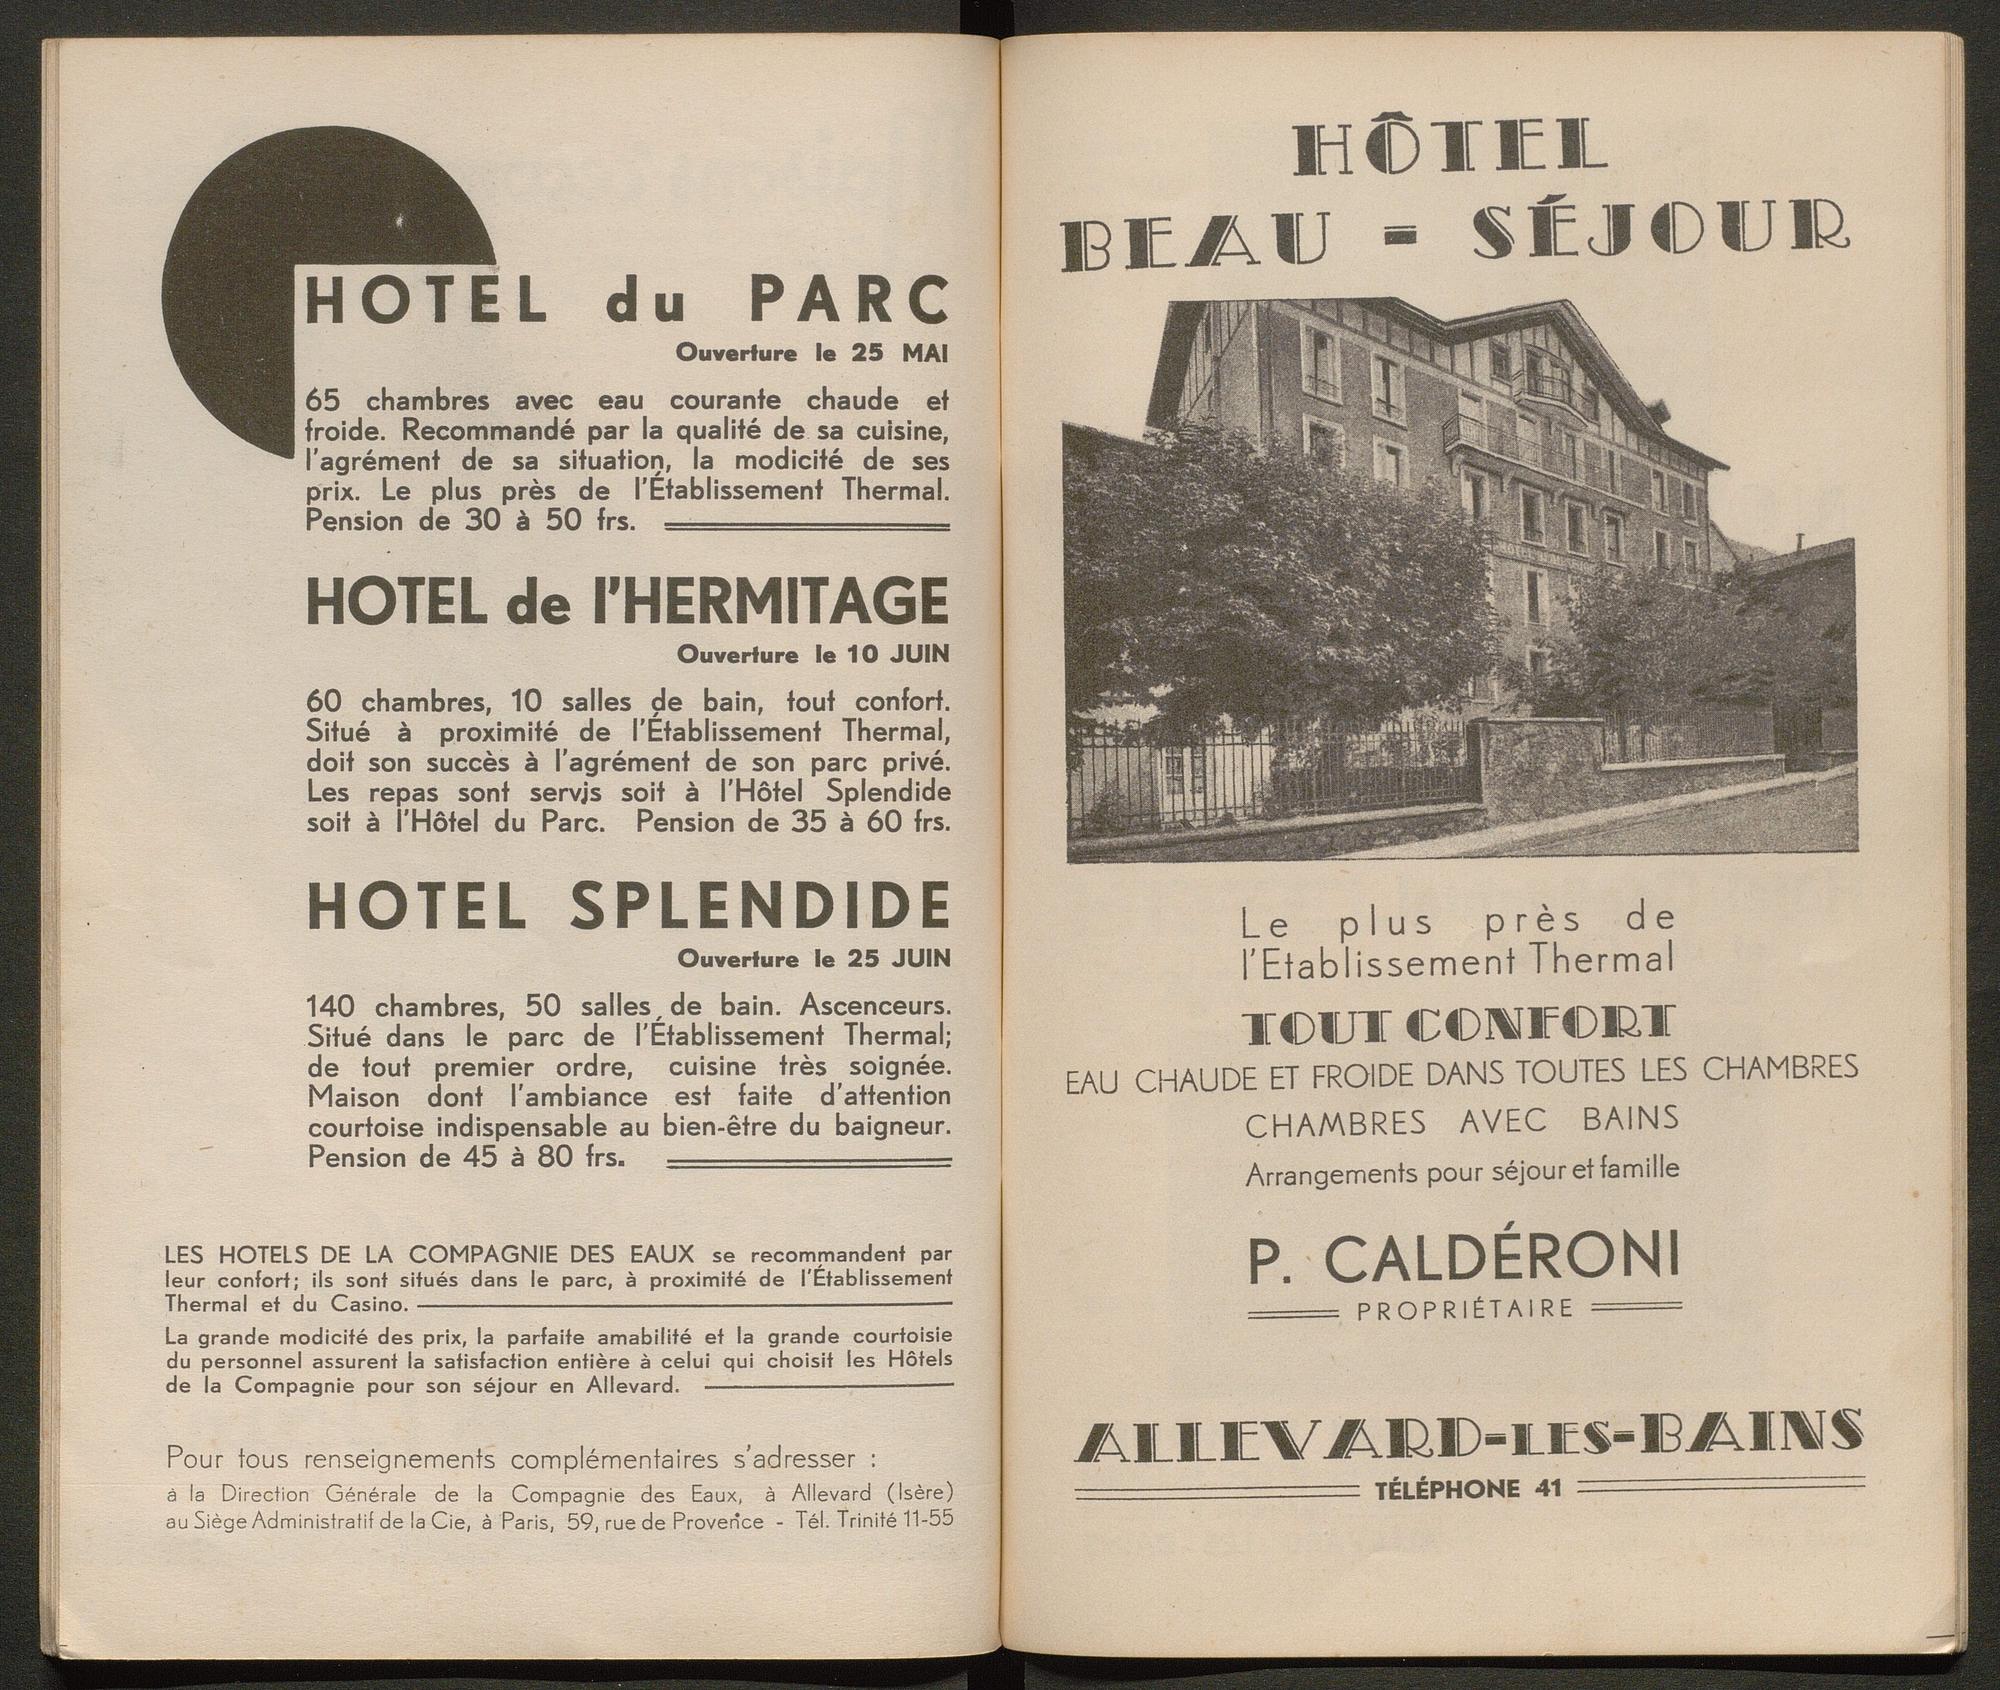 HOTEL du PARC
Ouverture le 25 MAI
65 chambres avec eau courante chaude et
froide. Recommandé par la qualité de sa cuisine,
l'agrément de sa situation, la modicité de ses
prix. Le plus près de l'Établissement Thermal.
Pension de 30 à 50 frs.
HOTEL de l'HERMITAGE
Ouverture le 10 JUIN
60 chambres, 10 salles de bain, tout confort.
Situé à proximité de l'Établissement Thermal,
doit son succès à l'agrément de son parc privé.
Les repas sont servis soit à l'Hôtel Splendide
soit à l'Hôtel du Parc. Pension de 35 à 60 frs.
HOTEL SPLENDIDE
Ouverture le 25 JUIN
140 chambres, 50 salles de bain. Ascenceurs.
Situé dans le parc de l'Établissement Thermal;
de tout premier ordre, cuisine très soignée.
Maison dont l'ambiance est faite d'attention
courtoise indispensable au bien-être du baigneur.
Pension de 45 à 80 frs.
LES HOTELS DE LA COMPAGNIE DES EAUX se recommandent par
leur confort; ils sont situés dans le parc, à proximité de l'Établissement
Thermal et du Casino.
La grande modicité des prix, la parfaite amabilité et la grande courtoisie
du personnel assurent la satisfaction entière à celui qui choisit les Hôtels
de la Compagnie pour son séjour en Allevard.
Pour tous renseignements complémentaires s'adresser :
à la Direction Générale de la Compagnie des Eaux, à Allevard (Isère)
au Siège Administratif de la Cie, à Paris, 59, rue de Provence - Tél. Trinité 11-55
HÔTEL
BEAU - SÉJOUR
Le plus près de
l'Etablissement Thermal
TOUT CONFORT
EAU CHAUDE ET FROIDE DANS TOUTES LES CHAMBRES
CHAMBRES AVEC BAINS
Arrangements pour séjour et famille
P. CALDÉRONI
PROPRIÉTAIRE
ALLEVARD-LES-BAINS
TÉLÉPHONE 41